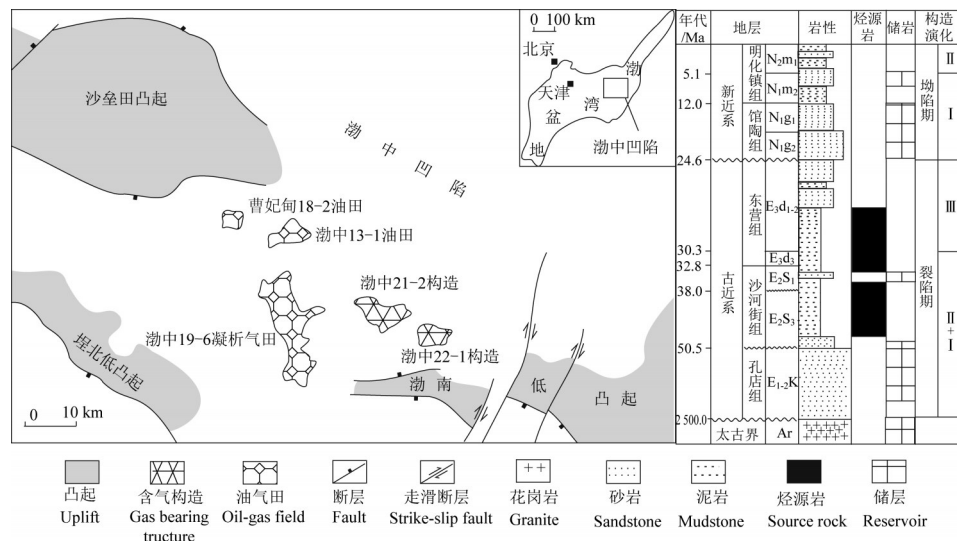 0 100 km
北京
天津
渤
湾
盆
地
渤中凹陷
沙垒田凸起
渤中凹陷
曹妃甸18-2油田
渤中13-1油田
渤中21-2构造
渤中19-6凝析气田
渤中22-1构造
埕北低凸起
渤南低凸起
0 10 km
年代
/Ma
地层
岩性
烃源岩
储岩
构造演化
5.1
12.0
24.6
30.3
32.8
38.0
50.5
2 500.0
新近系
古近系
太古界
明化镇组
馆陶组
东营组
沙河街组
孔店组
N₂m₁
N₁m₂
N₁g₁
N₁g₂
E₃d₁₋₂
E₃d₃
E₂S₁
E₂S₃
E₁₋₂K
Ar
坳陷期
裂陷期
II
I
III
II+I
凸起
Uplift
含气构造
Gas bearing
tructure
油气田
Oil-gas field
断层
Fault
走滑断层
Strike-slip fault
花岗岩
Granite
砂岩
Sandstone
泥岩
Mudstone
烃源岩
Source rock
储层
Reservoir